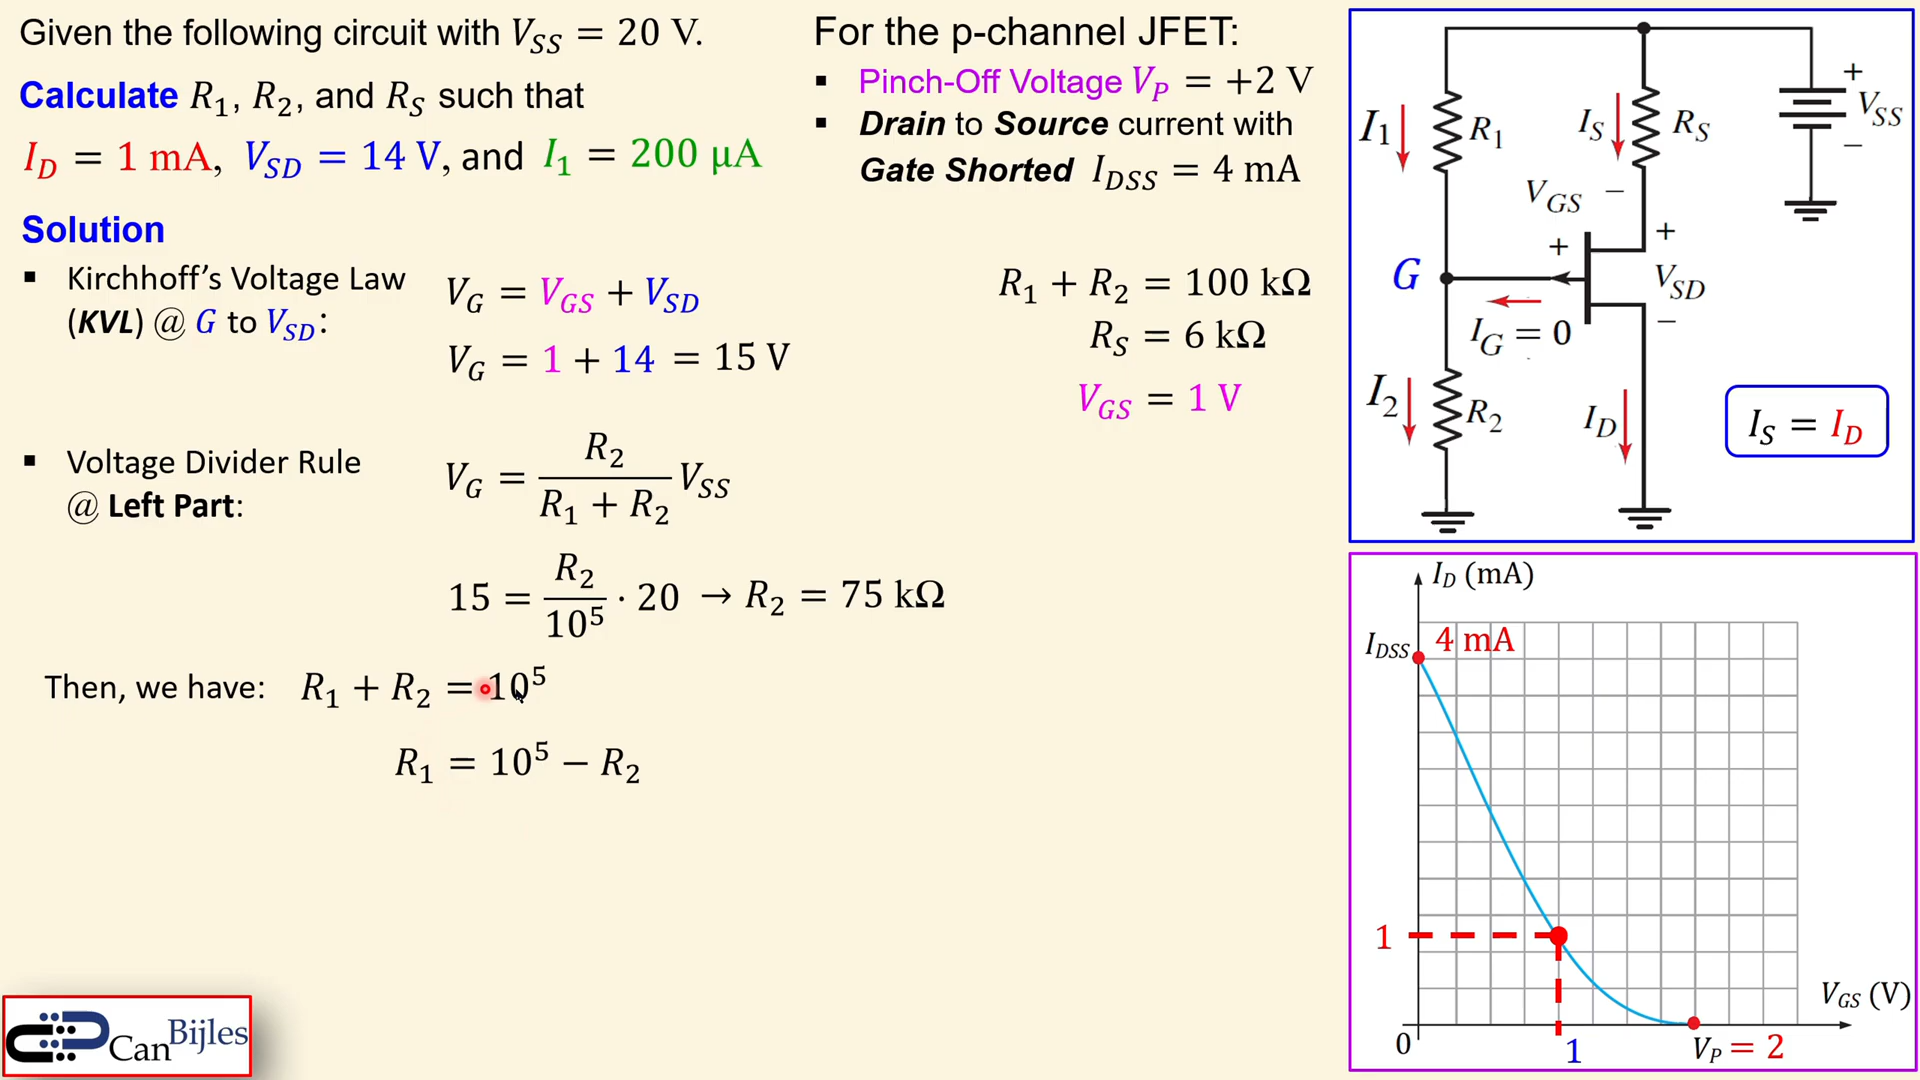 Given the following circuit with V_SS = 20 V.
Calculate R_1, R_2, and R_S such that
I_D = 1 mA, V_SD = 14 V, and I_1 = 200 μA
For the p-channel JFET:
▪ Pinch-Off Voltage V_P = +2 V
▪ Drain to Source current with
Gate Shorted I_DSS = 4 mA
Solution
▪ Kirchhoff's Voltage Law
(KVL) @ G to V_SD:
V_G = V_GS + V_SD
V_G = 1 + 14 = 15 V
R_1 + R_2 = 100 kΩ
R_S = 6 kΩ
V_GS = 1 V
▪ Voltage Divider Rule
@ Left Part:
V_G = R_2 / (R_1 + R_2) V_SS
15 = R_2 / 10^5 · 20 → R_2 = 75 kΩ
Then, we have: R_1 + R_2 = 10^5
R_1 = 10^5 − R_2
CanBijles
I_1
R_1
I_S
R_S
+
V_SS
−
V_GS −
+
+
G
V_SD
I_G = 0
−
I_2
R_2
I_D
I_S = I_D
I_D (mA)
I_DSS
4 mA
1
V_GS (V)
0
1
V_P = 2